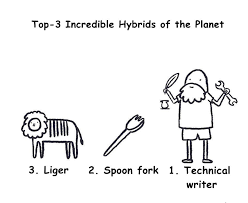 Top-3 Incredible Hybrids of the Planet
3. Liger
2. Spoon fork
1. Technical
writer